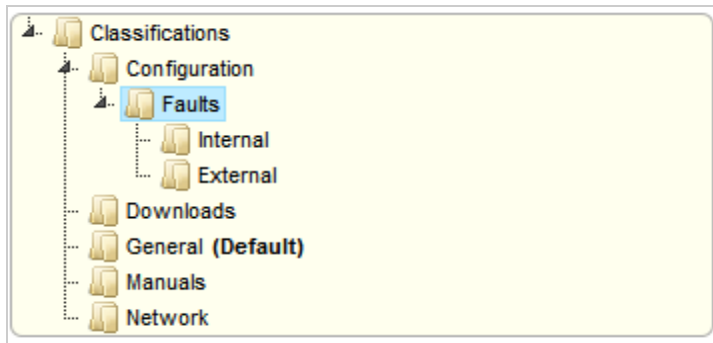 Classifications
Configuration
Faults
Internal
External
Downloads
General (Default)
Manuals
Network